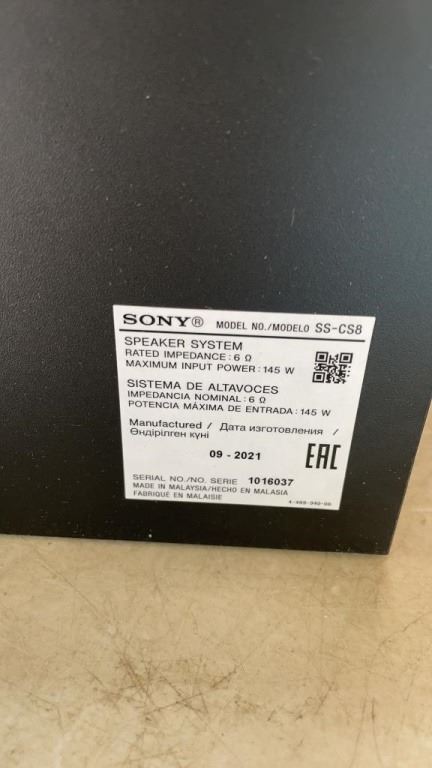 SONY® MODEL NO./MODELO SS-CS8
SPEAKER SYSTEM
RATED IMPEDANCE : 6 Ω
MAXIMUM INPUT POWER : 145 W
SISTEMA DE ALTAVOCES
IMPEDANCIA NOMINAL : 6 Ω
POTENCIA MÁXIMA DE ENTRADA : 145 W
Manufactured / Дата изготовления /
Өндірілген күні
09 - 2021
EAC
SERIAL NO./NO. SERIE 1016037
MADE IN MALAYSIA/HECHO EN MALASIA
FABRIQUÉ EN MALAISIE